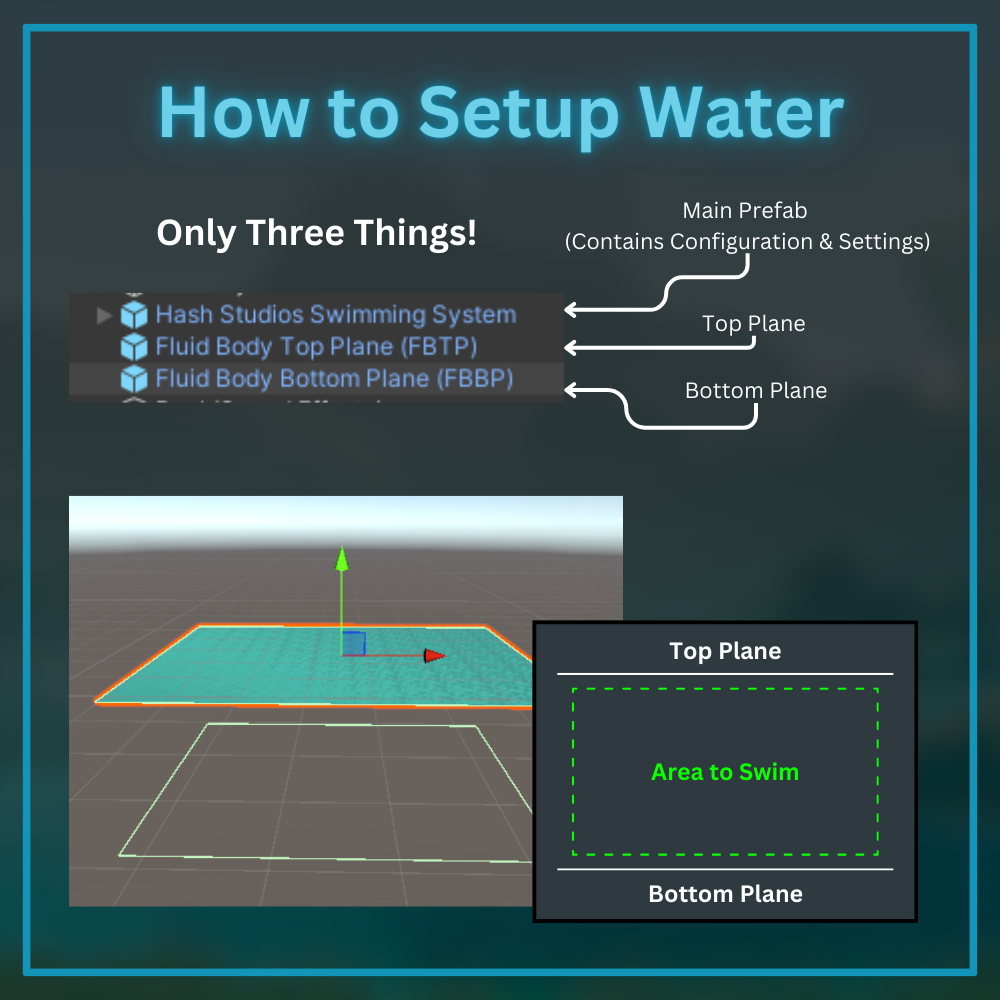 How to Setup Water
Only Three Things!
Main Prefab
(Contains Configuration & Settings)
Hash Studios Swimming System
Top Plane
Fluid Body Top Plane (FBTP)
Fluid Body Bottom Plane (FBBP)
Bottom Plane
Top Plane
Area to Swim
Bottom Plane